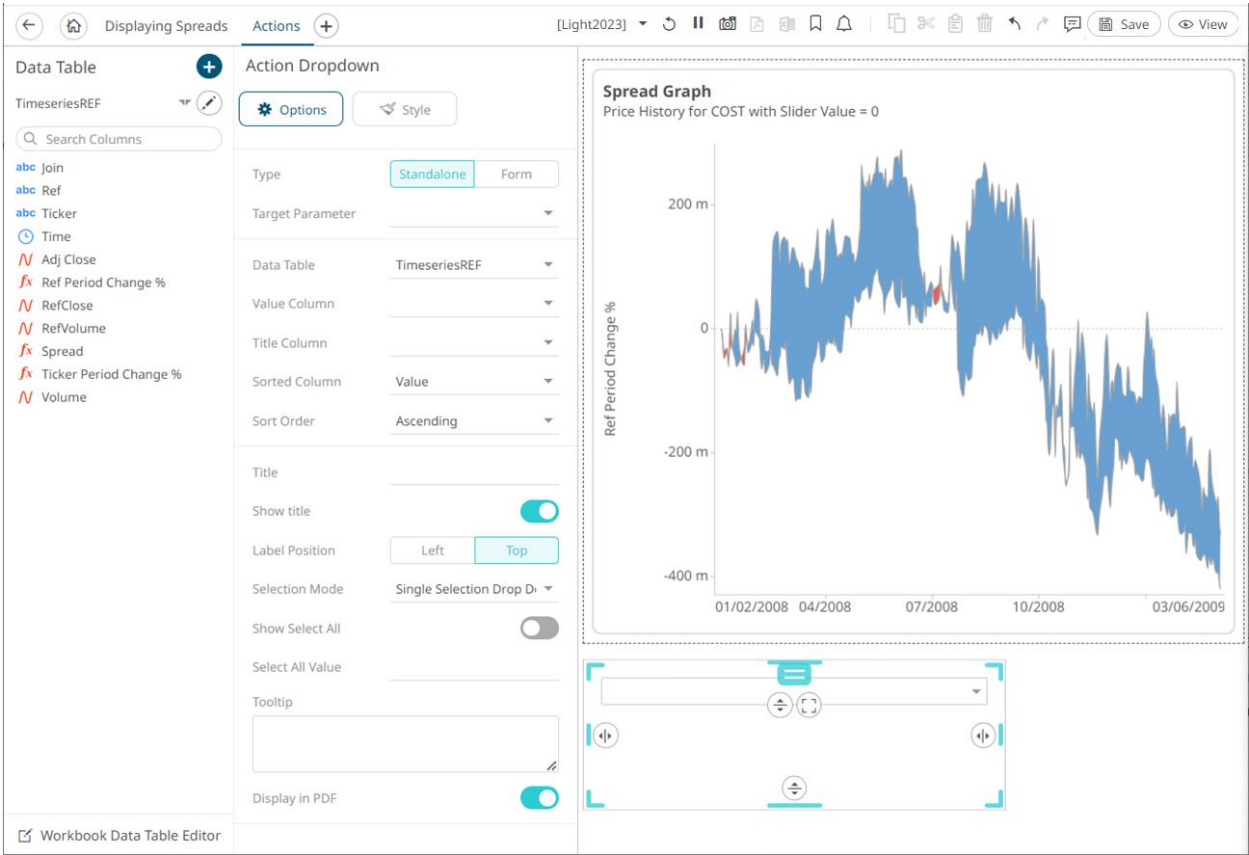 Displaying Spreads Actions [Light2023] Save View
Data Table
TimeseriesREF
Search Columns
abc Join
abc Ref
abc Ticker
Time
Adj Close
fx Ref Period Change %
RefClose
RefVolume
fx Spread
fx Ticker Period Change %
Volume
Workbook Data Table Editor
Action Dropdown
Options Style
Type Standalone Form
Target Parameter
Data Table TimeseriesREF
Value Column
Title Column
Sorted Column Value
Sort Order Ascending
Title
Show title
Label Position Left Top
Selection Mode Single Selection Drop D
Show Select All
Select All Value
Tooltip
Display in PDF
Spread Graph
Price History for COST with Slider Value = 0
Ref Period Change %
200 m
0
-200 m
-400 m
01/02/2008 04/2008 07/2008 10/2008 03/06/2009